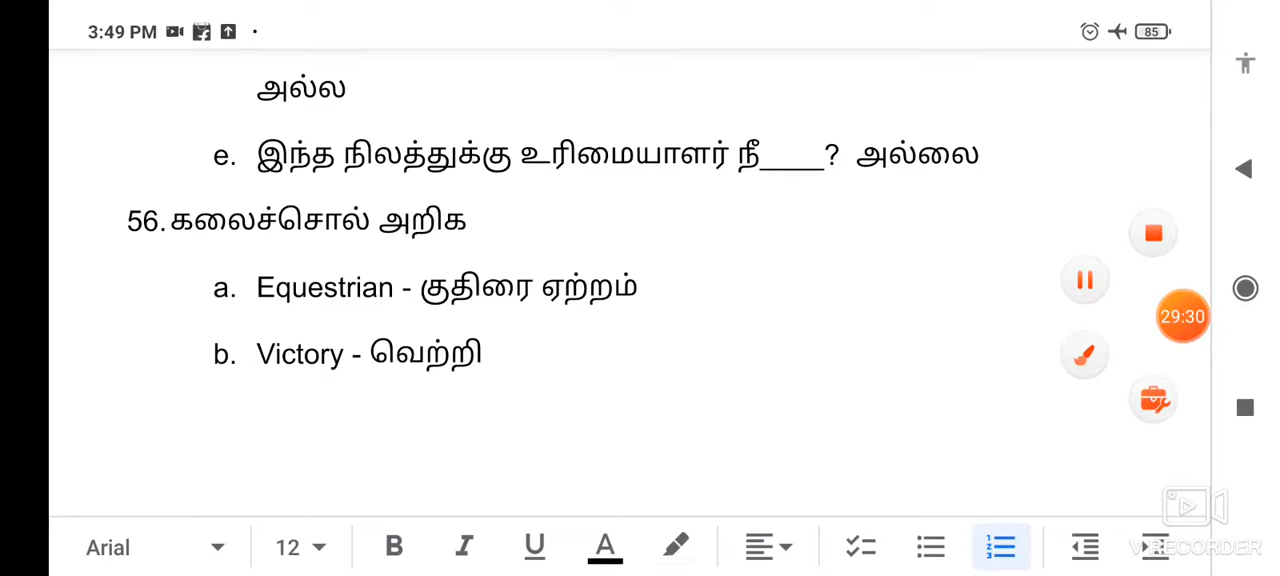 3:49 PM
85
அல்ல
e. இந்த நிலத்துக்கு உரிமையாளர் நீ____? அல்லை
56. கலைச்சொல் அறிக
a. Equestrian - குதிரை ஏற்றம்
29:30
b. Victory - வெற்றி
Arial 12 B I U A
VRECORDER